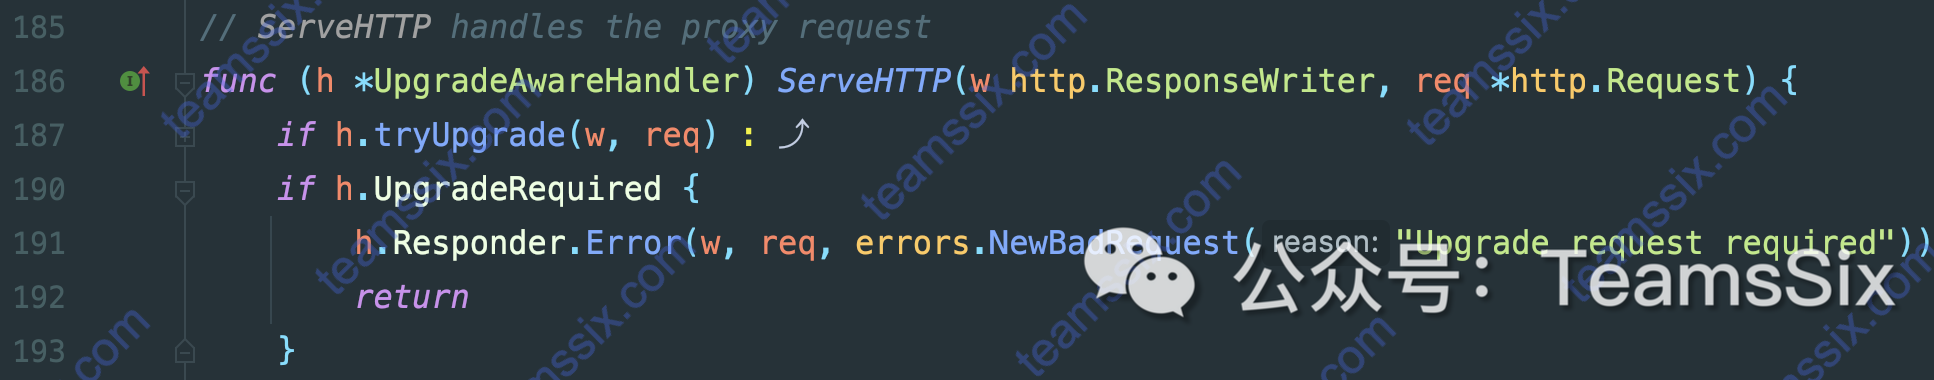 185 // ServeHTTP handles the proxy request
186 func (h *UpgradeAwareHandler) ServeHTTP(w http.ResponseWriter, req *http.Request) {
187 if h.tryUpgrade(w, req) :
190 if h.UpgradeRequired {
191 h.Responder.Error(w, req, errors.NewBadRequest( reason: "Upgrade request required"))
192 return
193 }
公众号： TeamsSix
teamssix.com